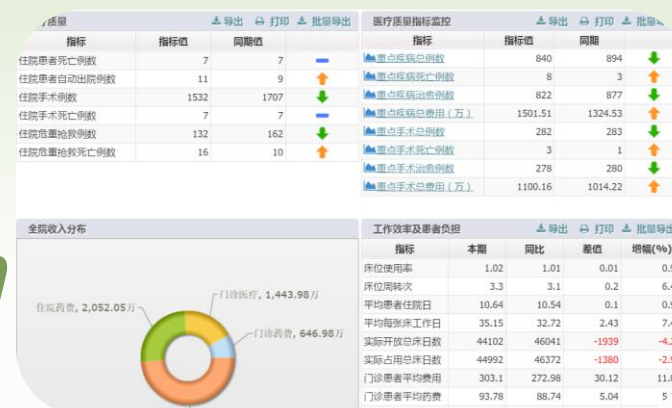 疗质量 导出 打印 批量导出
指标 指标值 同期值
住院患者死亡例数 7 7
住院患者自动出院例数 11 9
住院手术例数 1532 1707
住院手术死亡例数 7 7
住院危重抢救例数 132 162
住院危重抢救死亡例数 16 10
医疗质量指标监控 导出 打印 批量
指标 指标值 同期
重点疾病总例数 840 894
重点疾病死亡例数 8 3
重点疾病治愈例数 822 877
重点疾病总费用(万) 1501.51 1324.53
重点手术总例数 282 283
重点手术死亡例数 3 1
重点手术治愈例数 278 280
重点手术总费用(万) 1100.16 1014.22
全院收入分布
门诊医疗, 1,443.98万
住院药费, 2,052.05万
门诊药费, 646.98万
工作效率及患者负担 导出 打印 批量导出
指标 本期 同比 差值 增幅(%)
床位使用率 1.02 1.01 0.01
床位周转次 3.3 3.1 0.2
平均患者住院日 10.64 10.54 0.1
平均每张床工作日 35.15 32.72 2.43
实际开放总床日数 44102 46041 -1939
实际占用总床日数 44992 46372 -1380
门诊患者平均费用 303.1 272.98 30.12
门诊患者平均药费 93.78 88.74 5.04